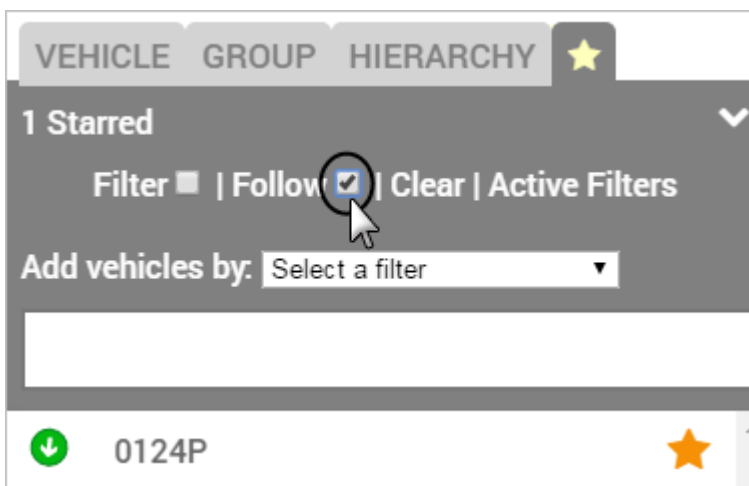 VEHICLE GROUP HIERARCHY
1 Starred
Filter | Follow | Clear | Active Filters
Add vehicles by: Select a filter
0124P